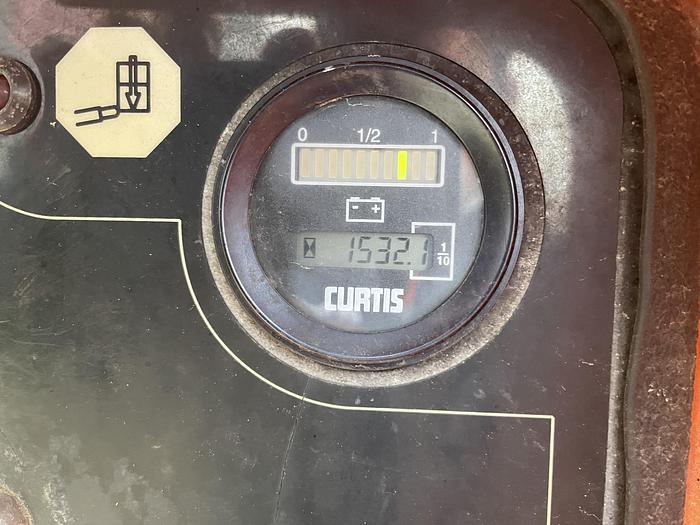 0 1/2 1
- +
1532.1
1/10
CURTIS